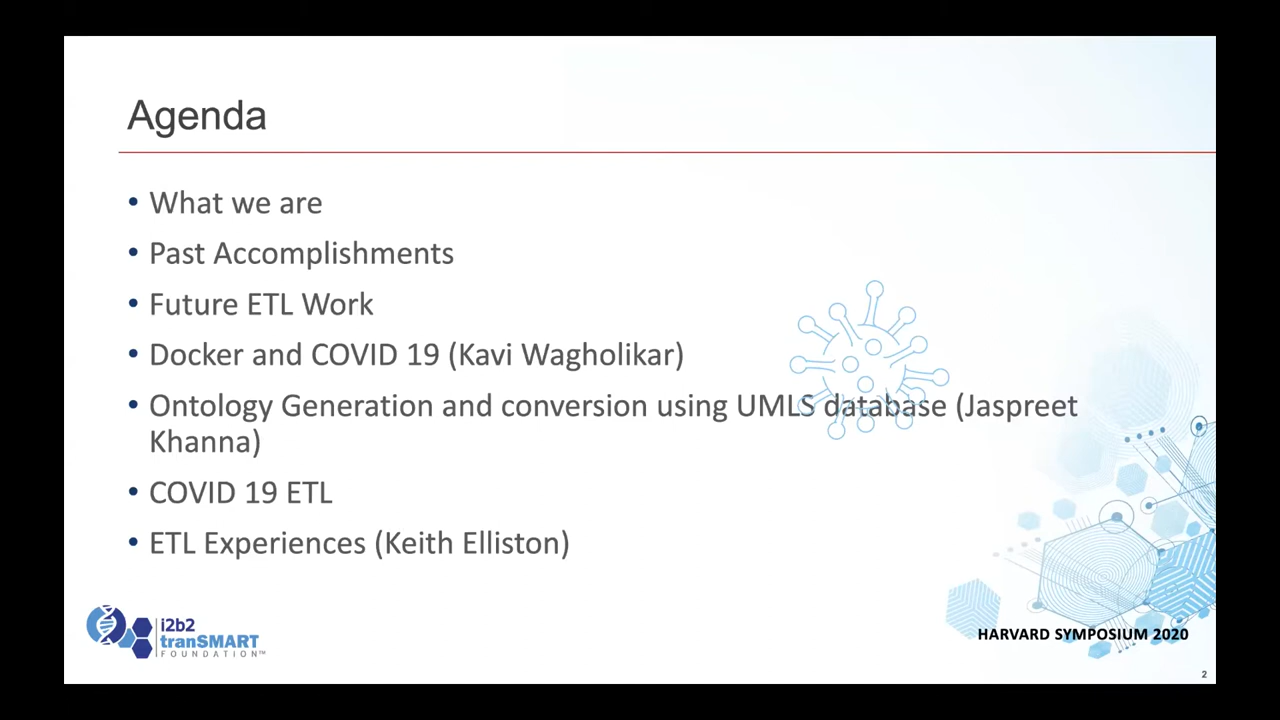 Agenda
• What we are
• Past Accomplishments
• Future ETL Work
• Docker and COVID 19 (Kavi Wagholikar)
• Ontology Generation and conversion using UMLS database (Jaspreet
Khanna)
• COVID 19 ETL
• ETL Experiences (Keith Elliston)
i2b2
tranSMART
FOUNDATION™
HARVARD SYMPOSIUM 2020
2